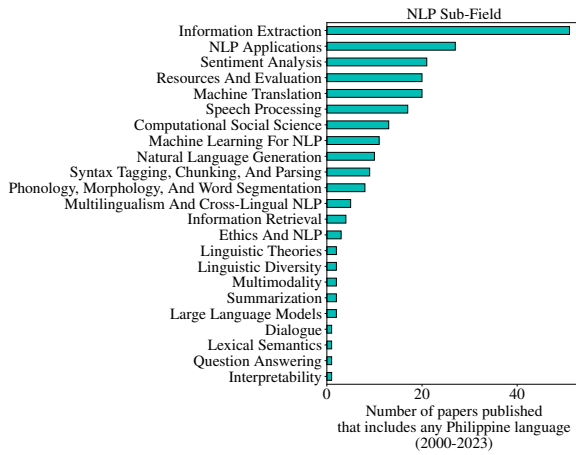 NLP Sub-Field
Information Extraction
NLP Applications
Sentiment Analysis
Resources And Evaluation
Machine Translation
Speech Processing
Computational Social Science
Machine Learning For NLP
Natural Language Generation
Syntax Tagging, Chunking, And Parsing
Phonology, Morphology, And Word Segmentation
Multilingualism And Cross-Lingual NLP
Information Retrieval
Ethics And NLP
Linguistic Theories
Linguistic Diversity
Multimodality
Summarization
Large Language Models
Dialogue
Lexical Semantics
Question Answering
Interpretability
0 20 40
Number of papers published
that includes any Philippine language
(2000-2023)